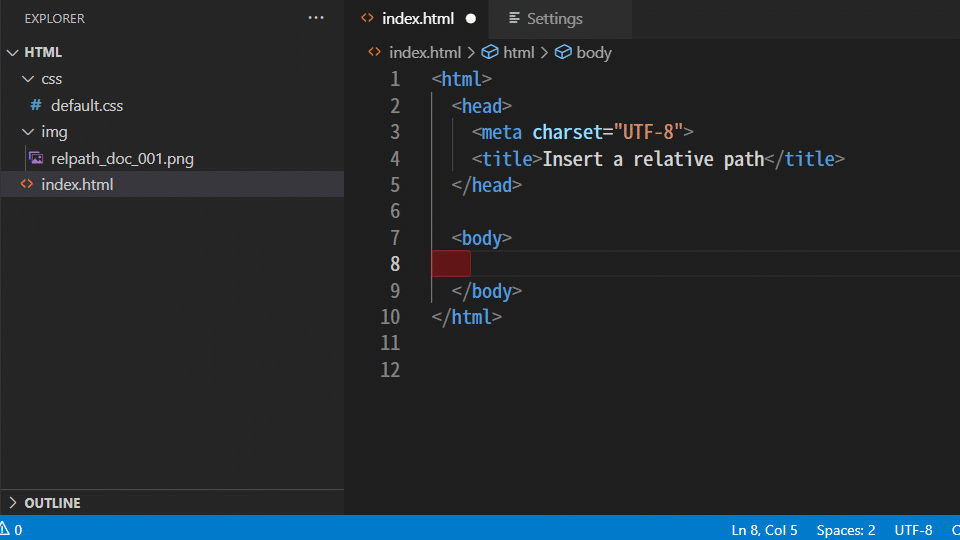 EXPLORER ···
HTML
css
# default.css
img
relpath_doc_001.png
<> index.html
OUTLINE
<> index.html ● Settings
<> index.html > html > body
1 <html>
2 <head>
3 <meta charset="UTF-8">
4 <title>Insert a relative path</title>
5 </head>
6
7 <body>
8
9 </body>
10 </html>
11
12
0 Ln 8, Col 5 Spaces: 2 UTF-8